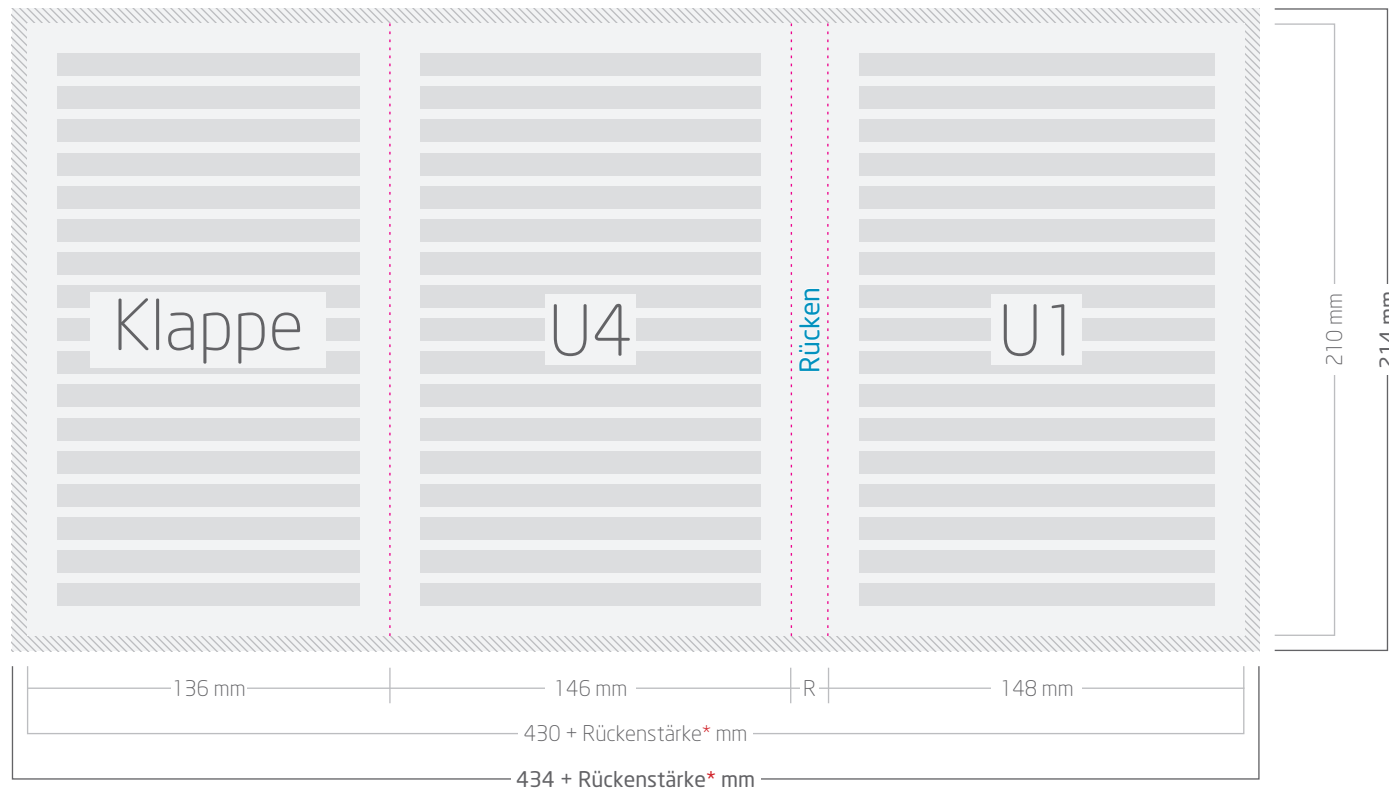 Klappe
U4
Rücken
U1
210 mm
214 mm
136 mm
146 mm
R
148 mm
430 + Rückenstärke* mm
434 + Rückenstärke* mm